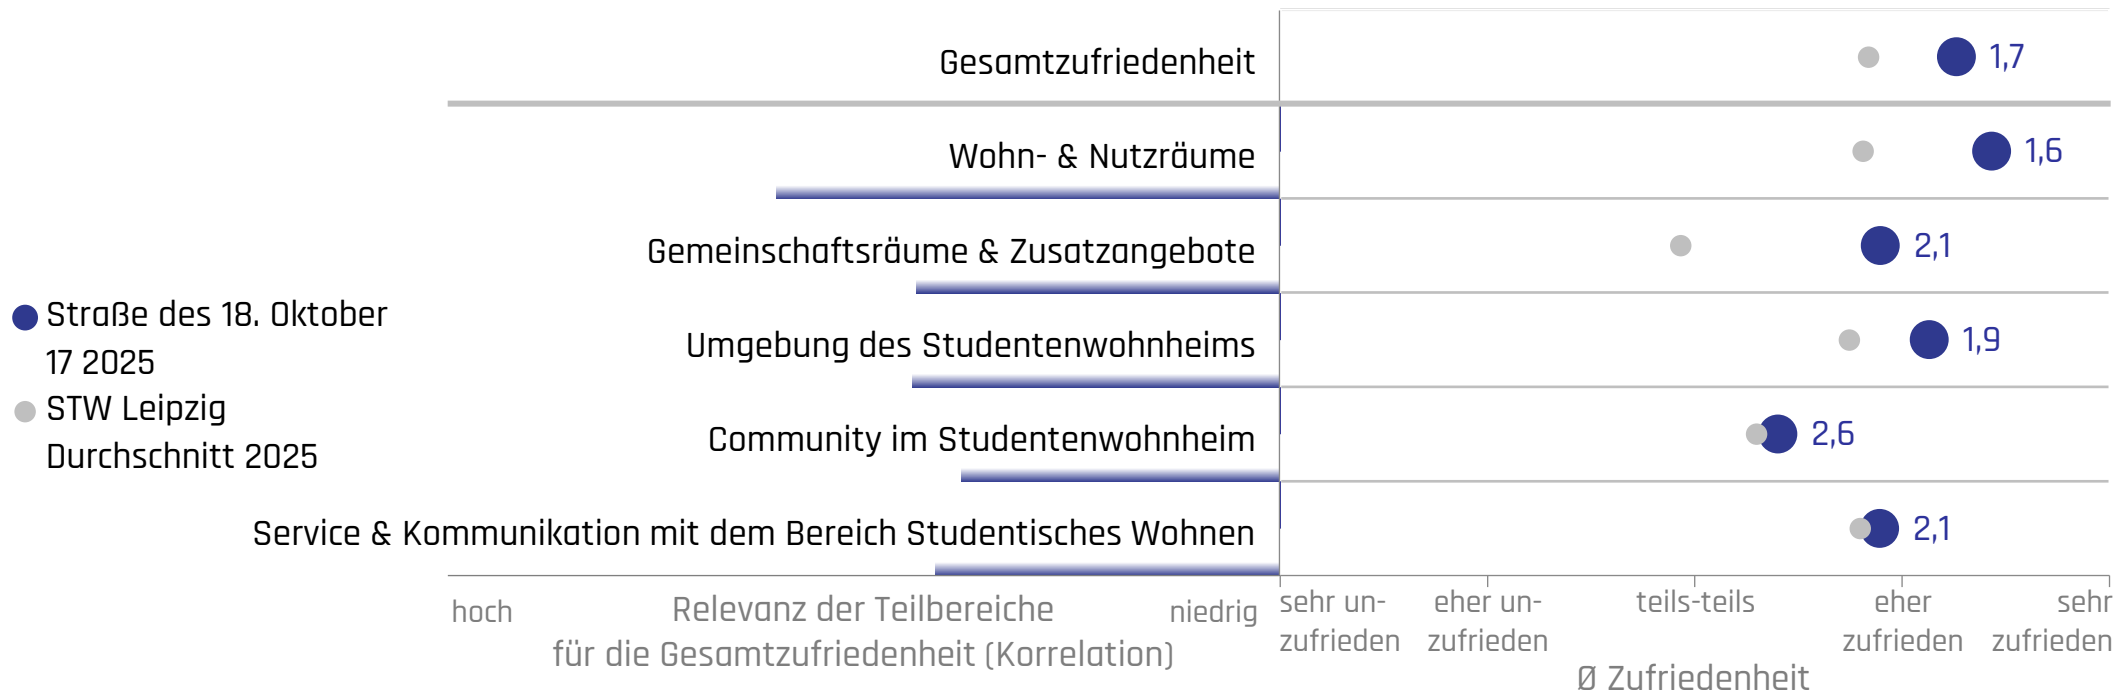 Gesamtzufriedenheit
1,7
Wohn- & Nutzräume
1,6
Gemeinschaftsräume & Zusatzangebote
2,1
Straße des 18. Oktober
17 2025
STW Leipzig
Durchschnitt 2025
Umgebung des Studentenwohnheims
1,9
Community im Studentenwohnheim
2,6
Service & Kommunikation mit dem Bereich Studentisches Wohnen
2,1
hoch
Relevanz der Teilbereiche
für die Gesamtzufriedenheit (Korrelation)
niedrig
sehr un-
zufrieden
eher un-
zufrieden
teils-teils
eher
zufrieden
sehr
zufrieden
Ø Zufriedenheit